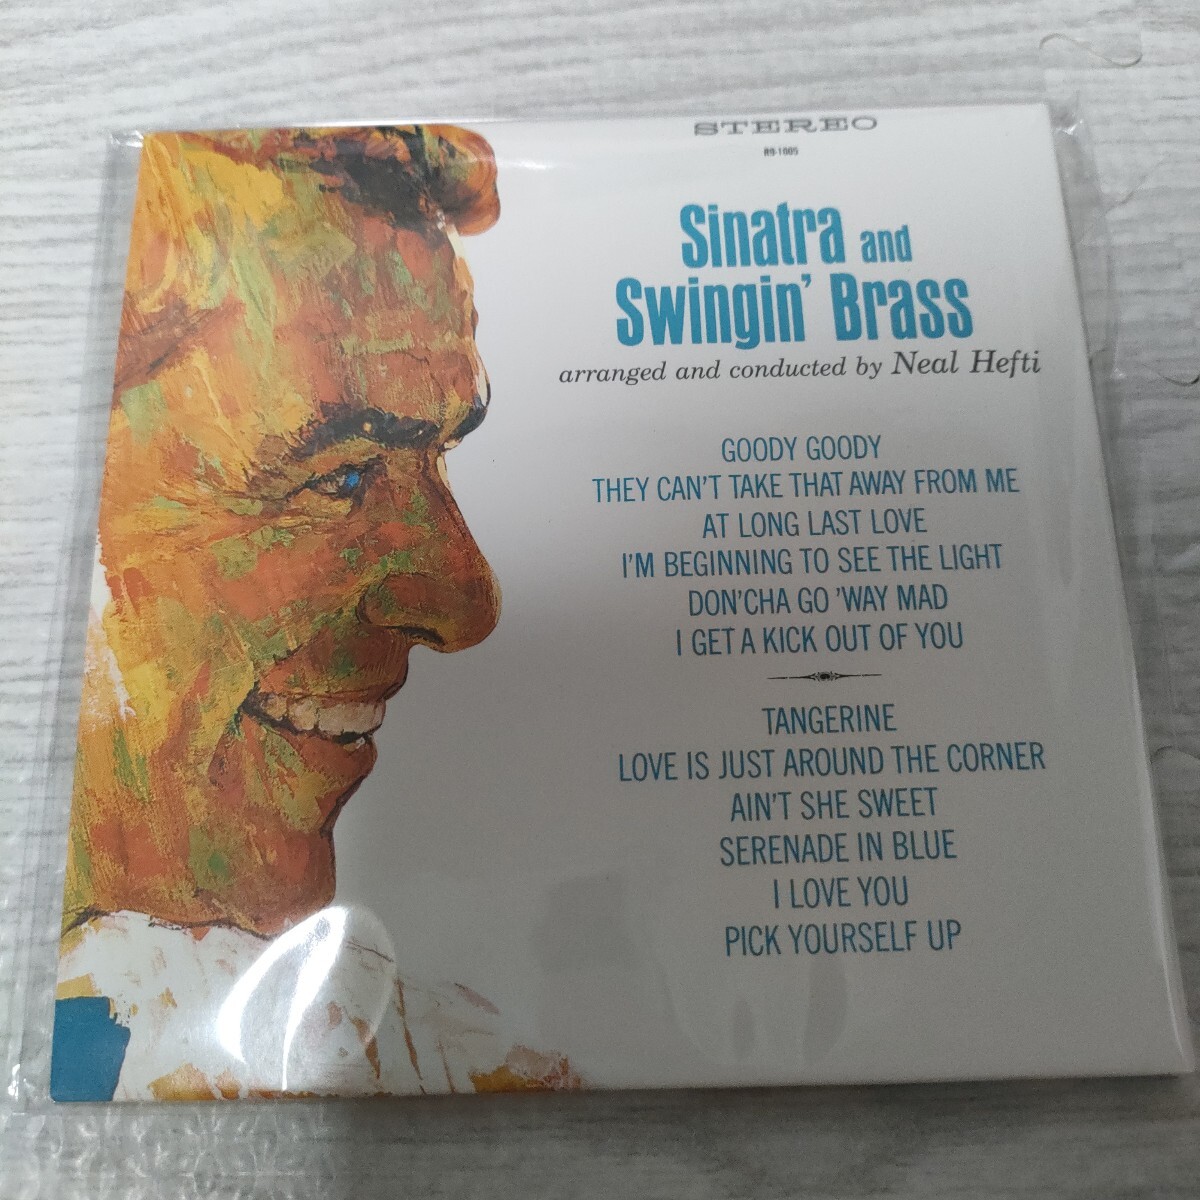 STEREO
R9-1005
Sinatra and
Swingin' Brass
arranged and conducted by Neal Hefti
GOODY GOODY
THEY CAN'T TAKE THAT AWAY FROM ME
AT LONG LAST LOVE
I'M BEGINNING TO SEE THE LIGHT
DON'CHA GO 'WAY MAD
I GET A KICK OUT OF YOU
TANGERINE
LOVE IS JUST AROUND THE CORNER
AIN'T SHE SWEET
SERENADE IN BLUE
I LOVE YOU
PICK YOURSELF UP